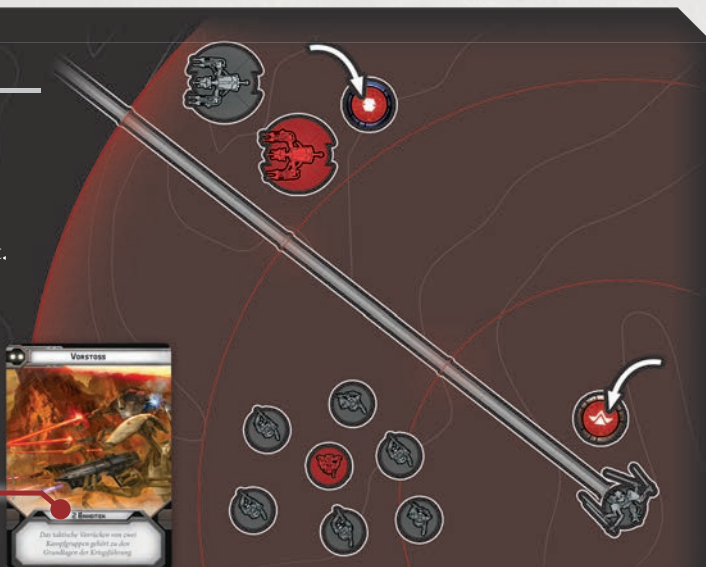 Vorstoss
2 Einheiten
Das taktische Vorrücken von zwei
Kampfgruppen gehört zu den
Grundlagen der Kriegsführung.